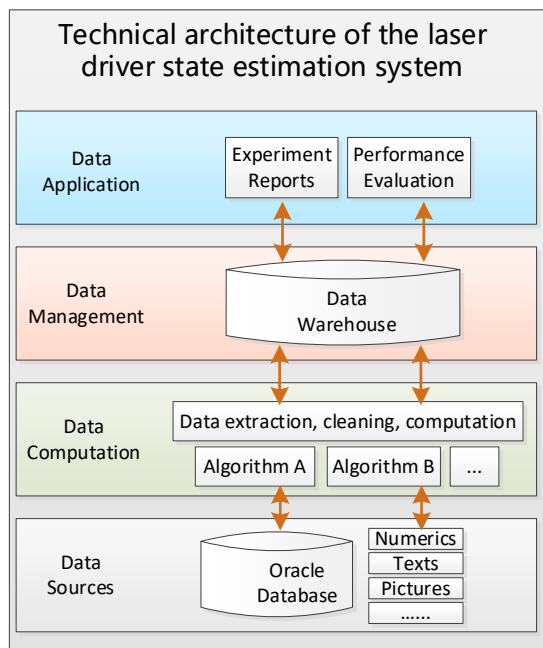 Technical architecture of the laser
driver state estimation system
Data
Application
Experiment
Reports
Performance
Evaluation
Data
Management
Data
Warehouse
Data
Computation
Data extraction, cleaning, computation
Algorithm A
Algorithm B
...
Data
Sources
Oracle
Database
Numerics
Texts
Pictures
......